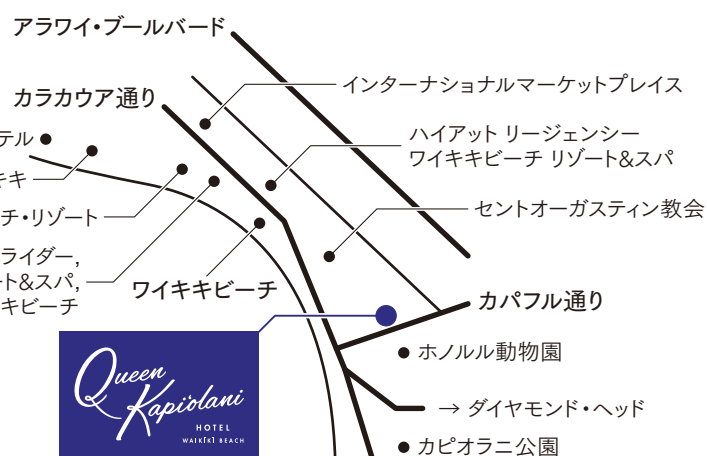 アラワイ・ブールバード
カラカウア通り
インターナショナルマーケットプレイス
テル
ハイアット リージェンシー
ワイキキビーチ リゾート&スパ
キ
チ・リゾート
セントオーガスティン教会
ライダー,
ート&スパ,
キビーチ
ワイキキビーチ
カパフル通り
Queen
Kapi'olani
HOTEL
WAIKĪKĪ BEACH
ホノルル動物園
→ ダイヤモンド・ヘッド
カピオラニ公園